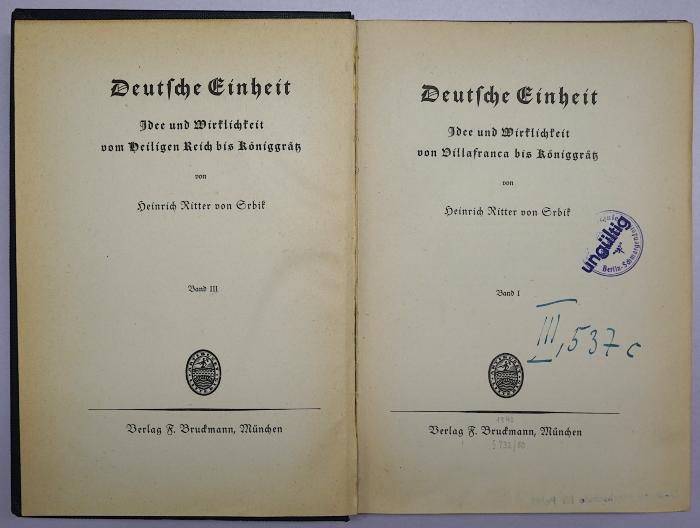 Deutsche Einheit
Idee und Wirklichkeit
vom Heiligen Reich bis Königgrätz
von
Heinrich Ritter von Srbik
Band III
Verlag F. Bruckmann, München
Deutsche Einheit
Idee und Wirklichkeit
von Villafranca bis Königgrätz
von
Heinrich Ritter von Srbik
ungültig
Band I
III, 537 c
Verlag F. Bruckmann, München